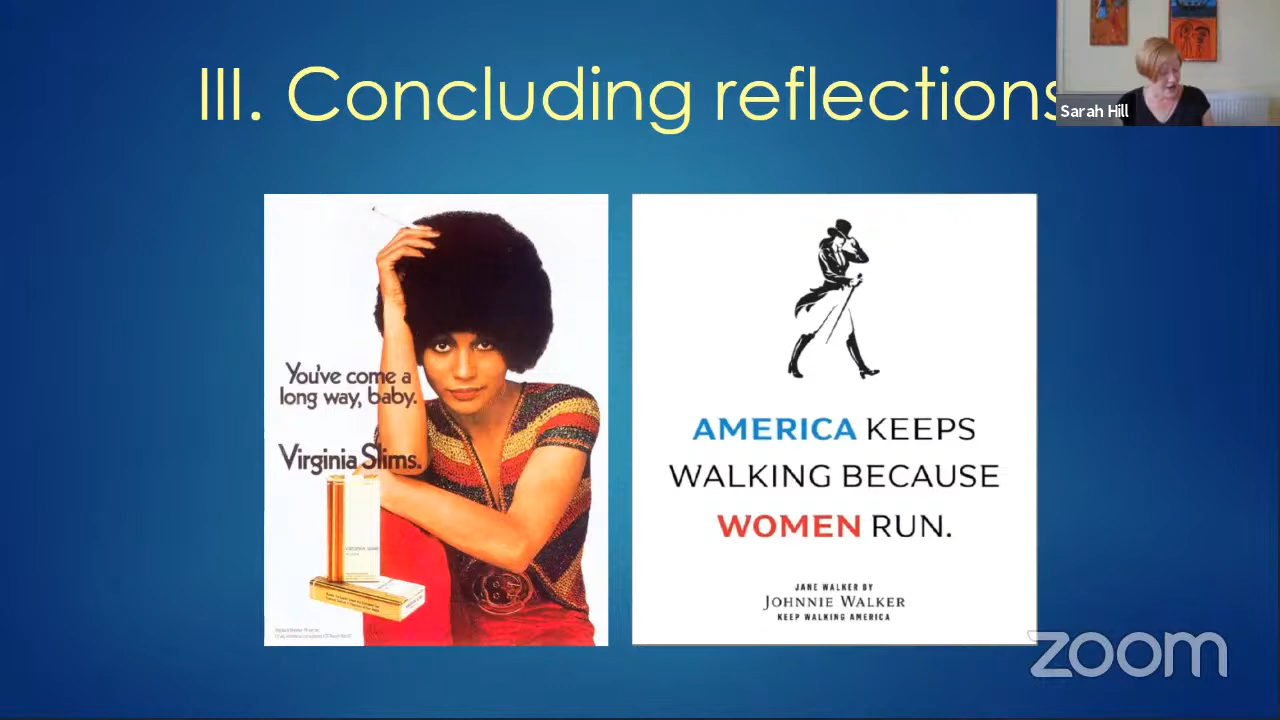 III. Concluding reflections
Sarah Hill
You've come a
long way, baby.
Virginia Slims.
AMERICA KEEPS
WALKING BECAUSE
WOMEN RUN.
JANE WALKER BY
JOHNNIE WALKER
KEEP WALKING AMERICA
zoom